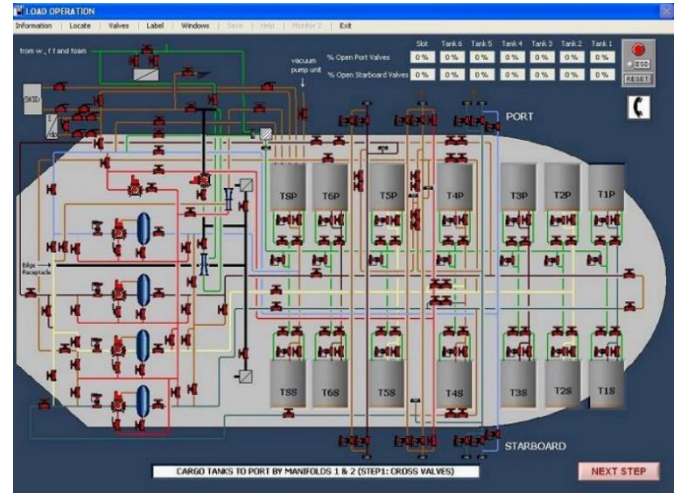 LOAD OPERATION
Information Locate Valves Label Windows Save Help Monitor 2 Exit
from w., f f and foam
vacuum
pump unit
Slot Tank 6 Tank 5 Tank 4 Tank 3 Tank 2 Tank 1
% Open Port Valves 0 % 0 % 0 % 0 % 0 % 0 % 0 %
% Open Starboard Valves 0 % 0 % 0 % 0 % 0 % 0 % 0 %
ESD
RESET
PORT
TSP T6P T5P T4P T3P T2P T1P
Bilge
Receptacle
TSS T6S T5S T4S T3S T2S T1S
STARBOARD
CARGO TANKS TO PORT BY MANIFOLDS 1 & 2 (STEP1: CROSS VALVES)
NEXT STEP